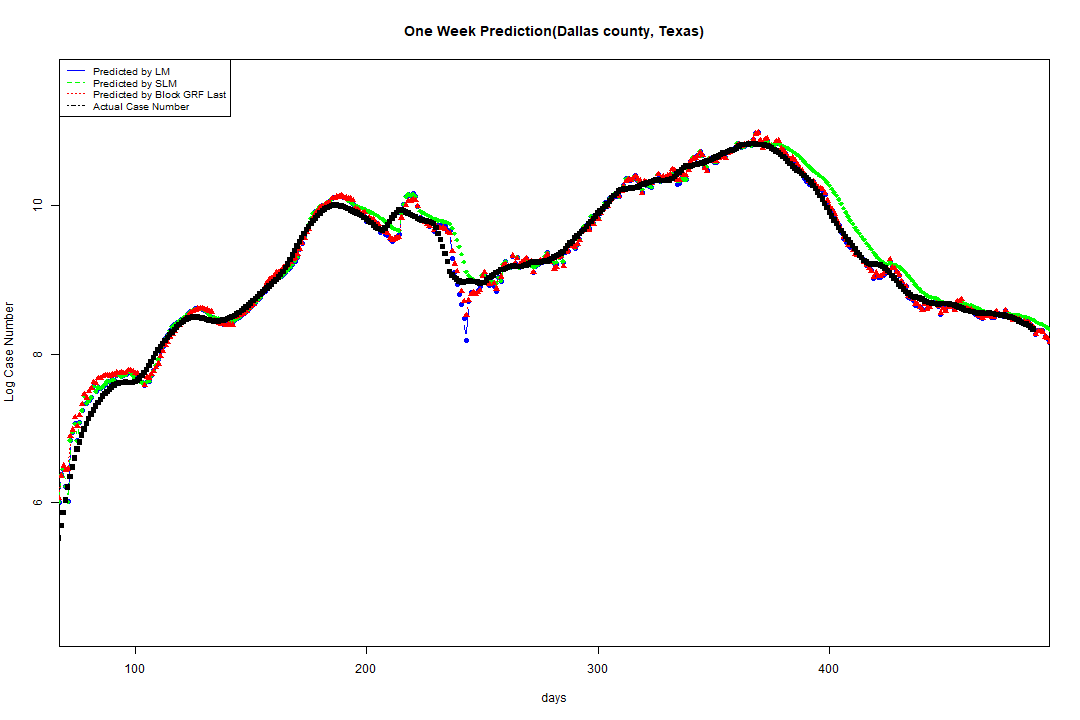 One Week Prediction(Dallas county, Texas)
Predicted by LM
Predicted by SLM
Predicted by Block GRF Last
Actual Case Number
10
8
6
Log Case Number
100 200 300 400
days